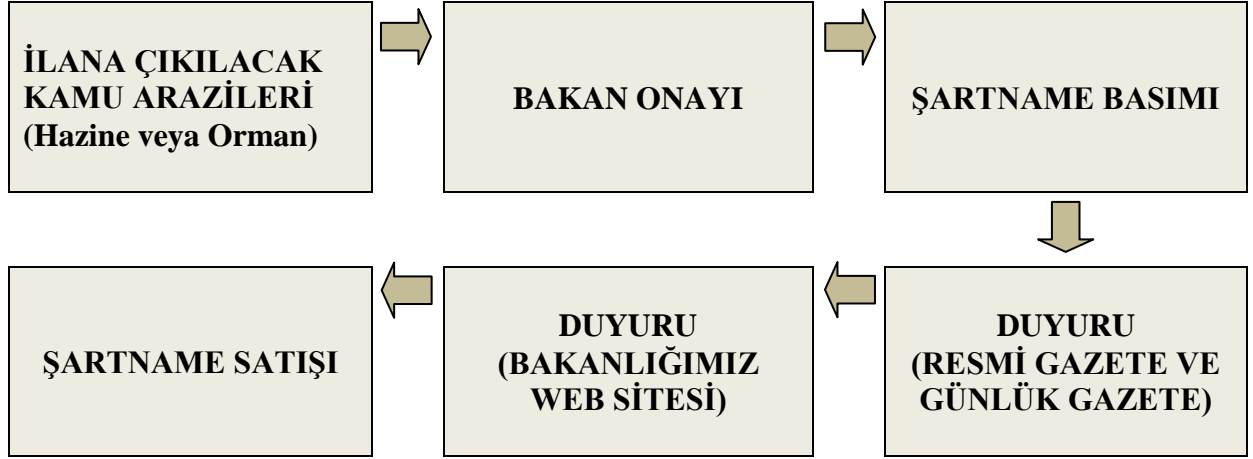 İLANA ÇIKILACAK
KAMU ARAZİLERİ
(Hazine veya Orman)
BAKAN ONAYI
ŞARTNAME BASIMI
DUYURU
(RESMİ GAZETE VE
GÜNLÜK GAZETE)
DUYURU
(BAKANLIĞIMIZ
WEB SİTESİ)
ŞARTNAME SATIŞI